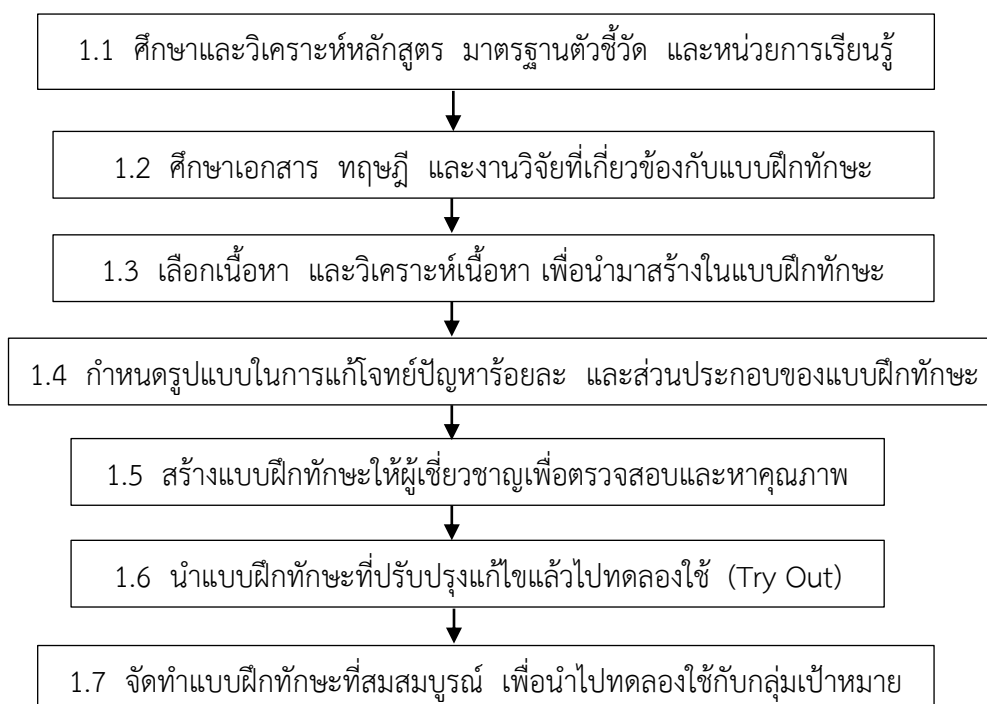 1.1 ศึกษาและวิเคราะห์หลักสูตร มาตรฐานตัวชี้วัด และหน่วยการเรียนรู้
1.2 ศึกษาเอกสาร ทฤษฎี และงานวิจัยที่เกี่ยวข้องกับแบบฝึกทักษะ
1.3 เลือกเนื้อหา และวิเคราะห์เนื้อหา เพื่อนำมาสร้างในแบบฝึกทักษะ
1.4 กำหนดรูปแบบในการแก้โจทย์ปัญหาร้อยละ และส่วนประกอบของแบบฝึกทักษะ
1.5 สร้างแบบฝึกทักษะให้ผู้เชี่ยวชาญเพื่อตรวจสอบและหาคุณภาพ
1.6 นำแบบฝึกทักษะที่ปรับปรุงแก้ไขแล้วไปทดลองใช้ (Try Out)
1.7 จัดทำแบบฝึกทักษะที่สมสมบูรณ์ เพื่อนำไปทดลองใช้กับกลุ่มเป้าหมาย